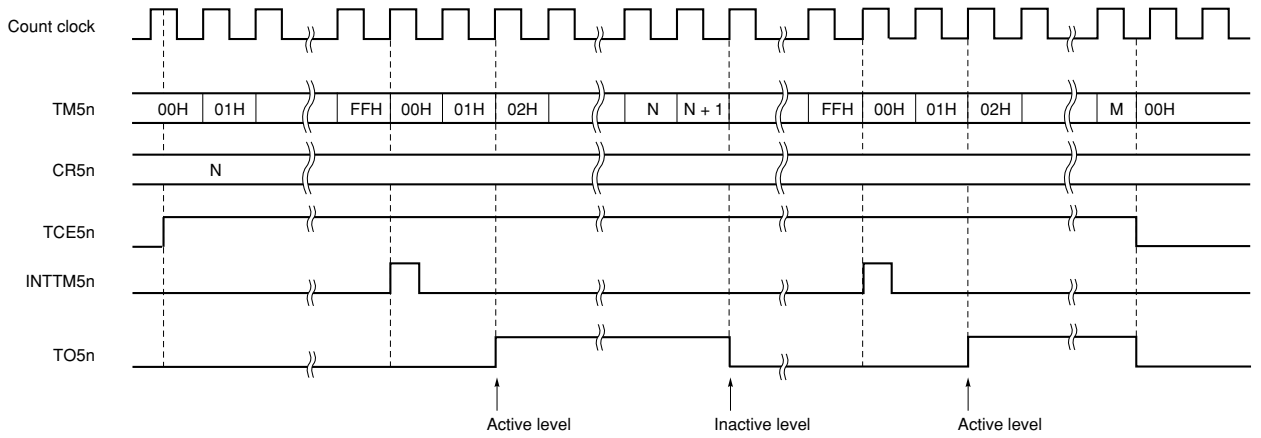 Count clock
TM5n 00H 01H FFH 00H 01H 02H N N + 1 FFH 00H 01H 02H M 00H
CR5n N
TCE5n
INTTM5n
TO5n
Active level Inactive level Active level